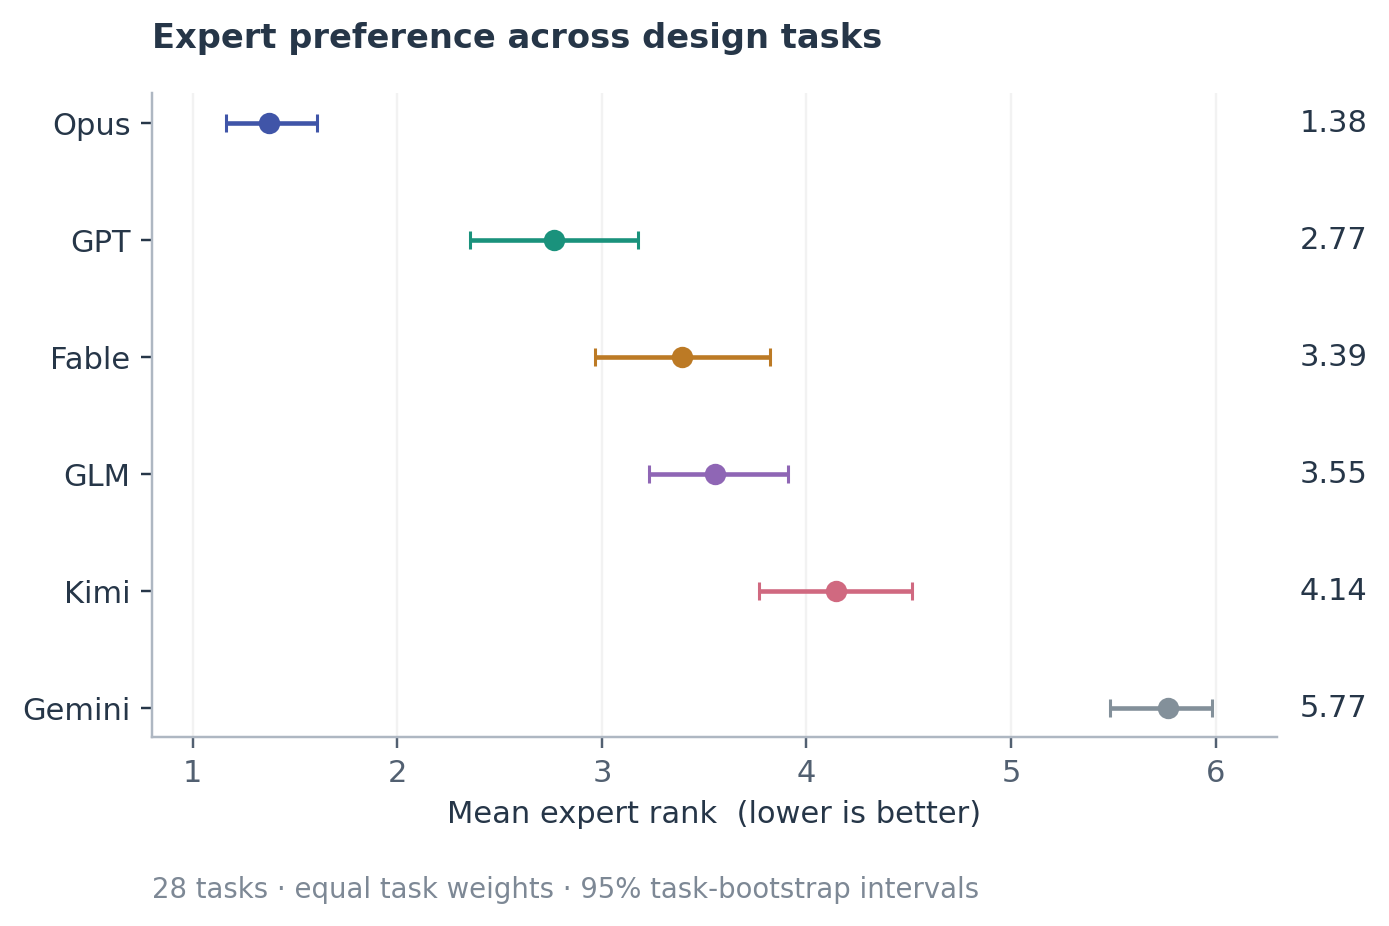 Expert preference across design tasks
Opus 1.38
GPT 2.77
Fable 3.39
GLM 3.55
Kimi 4.14
Gemini 5.77
1 2 3 4 5 6
Mean expert rank  (lower is better)
28 tasks · equal task weights · 95% task-bootstrap intervals